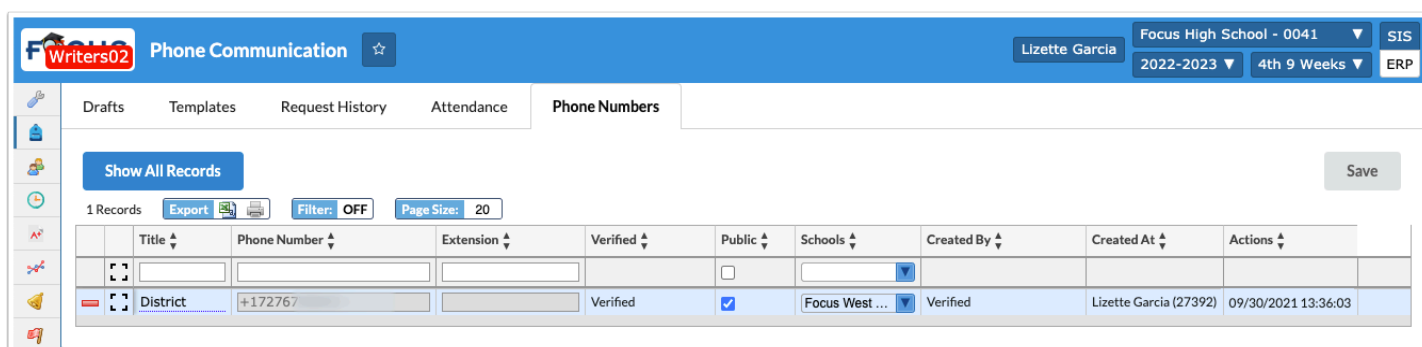 Writers02
Phone Communication
Lizette Garcia
Focus High School - 0041
SIS
2022-2023
4th 9 Weeks
ERP
Drafts
Templates
Request History
Attendance
Phone Numbers
Show All Records
Save
1 Records
Export
Filter: OFF
Page Size: 20
Title
Phone Number
Extension
Verified
Public
Schools
Created By
Created At
Actions
District
+172767
Verified
Focus West ...
Verified
Lizette Garcia (27392)
09/30/2021 13:36:03